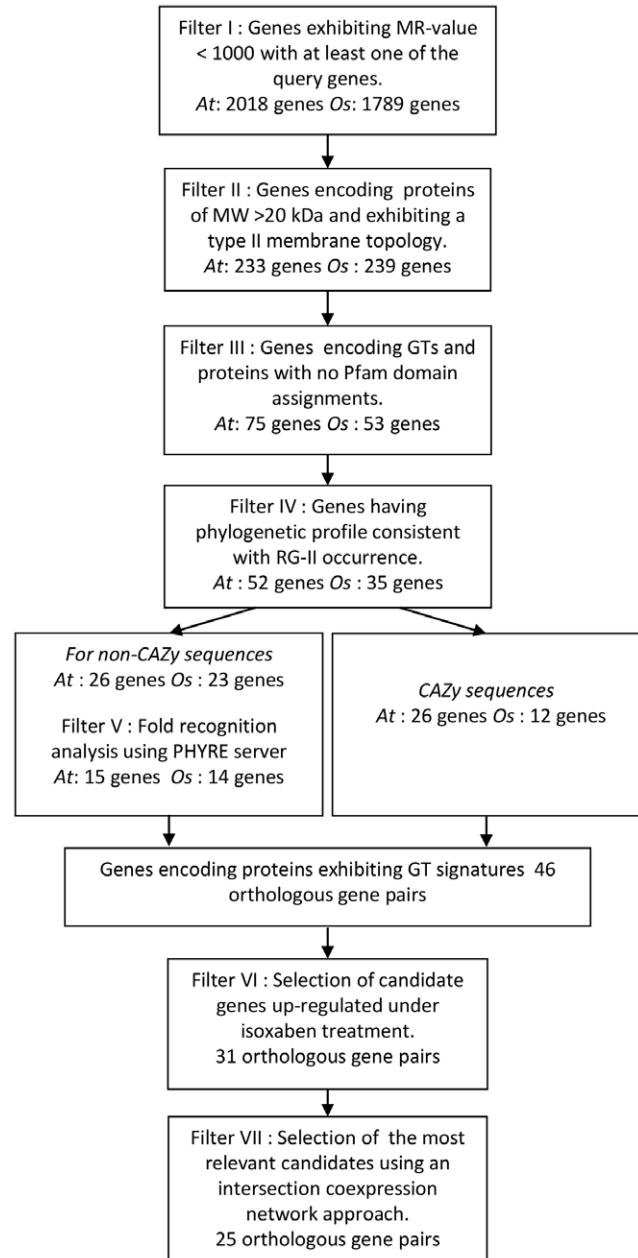 Filter I : Genes exhibiting MR-value
< 1000 with at least one of the
query genes.
At: 2018 genes Os: 1789 genes
Filter II : Genes encoding proteins
of MW >20 kDa and exhibiting a
type II membrane topology.
At: 233 genes Os : 239 genes
Filter III : Genes encoding GTs and
proteins with no Pfam domain
assignments.
At: 75 genes Os : 53 genes
Filter IV : Genes having
phylogenetic profile consistent
with RG-II occurrence.
At : 52 genes Os : 35 genes
For non-CAZy sequences
At : 26 genes Os : 23 genes
Filter V : Fold recognition
analysis using PHYRE server
At: 15 genes Os : 14 genes
CAZy sequences
At : 26 genes Os : 12 genes
Genes encoding proteins exhibiting GT signatures 46
orthologous gene pairs
Filter VI : Selection of candidate
genes up-regulated under
isoxaben treatment.
31 orthologous gene pairs
Filter VII : Selection of the most
relevant candidates using an
intersection coexpression
network approach.
25 orthologous gene pairs